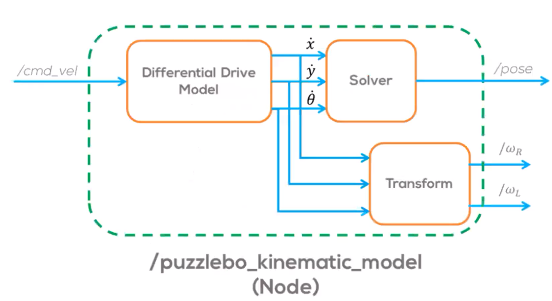 /cmd_vel
Differential Drive
Model
ẋ
ẏ
θ̇
Solver
/pose
Transform
/ω_R
/ω_L
/puzzlebo_kinematic_model
(Node)